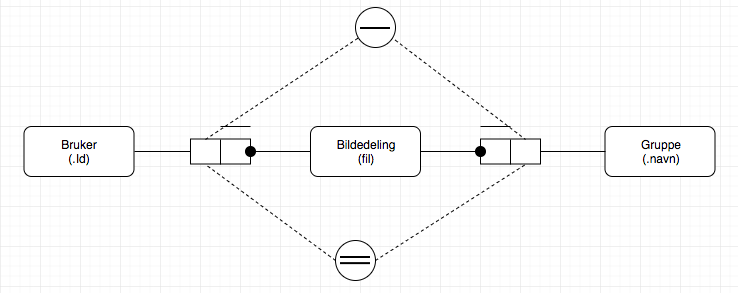 Bruker
(.Id)
Bildedeling
(fil)
Gruppe
(.navn)